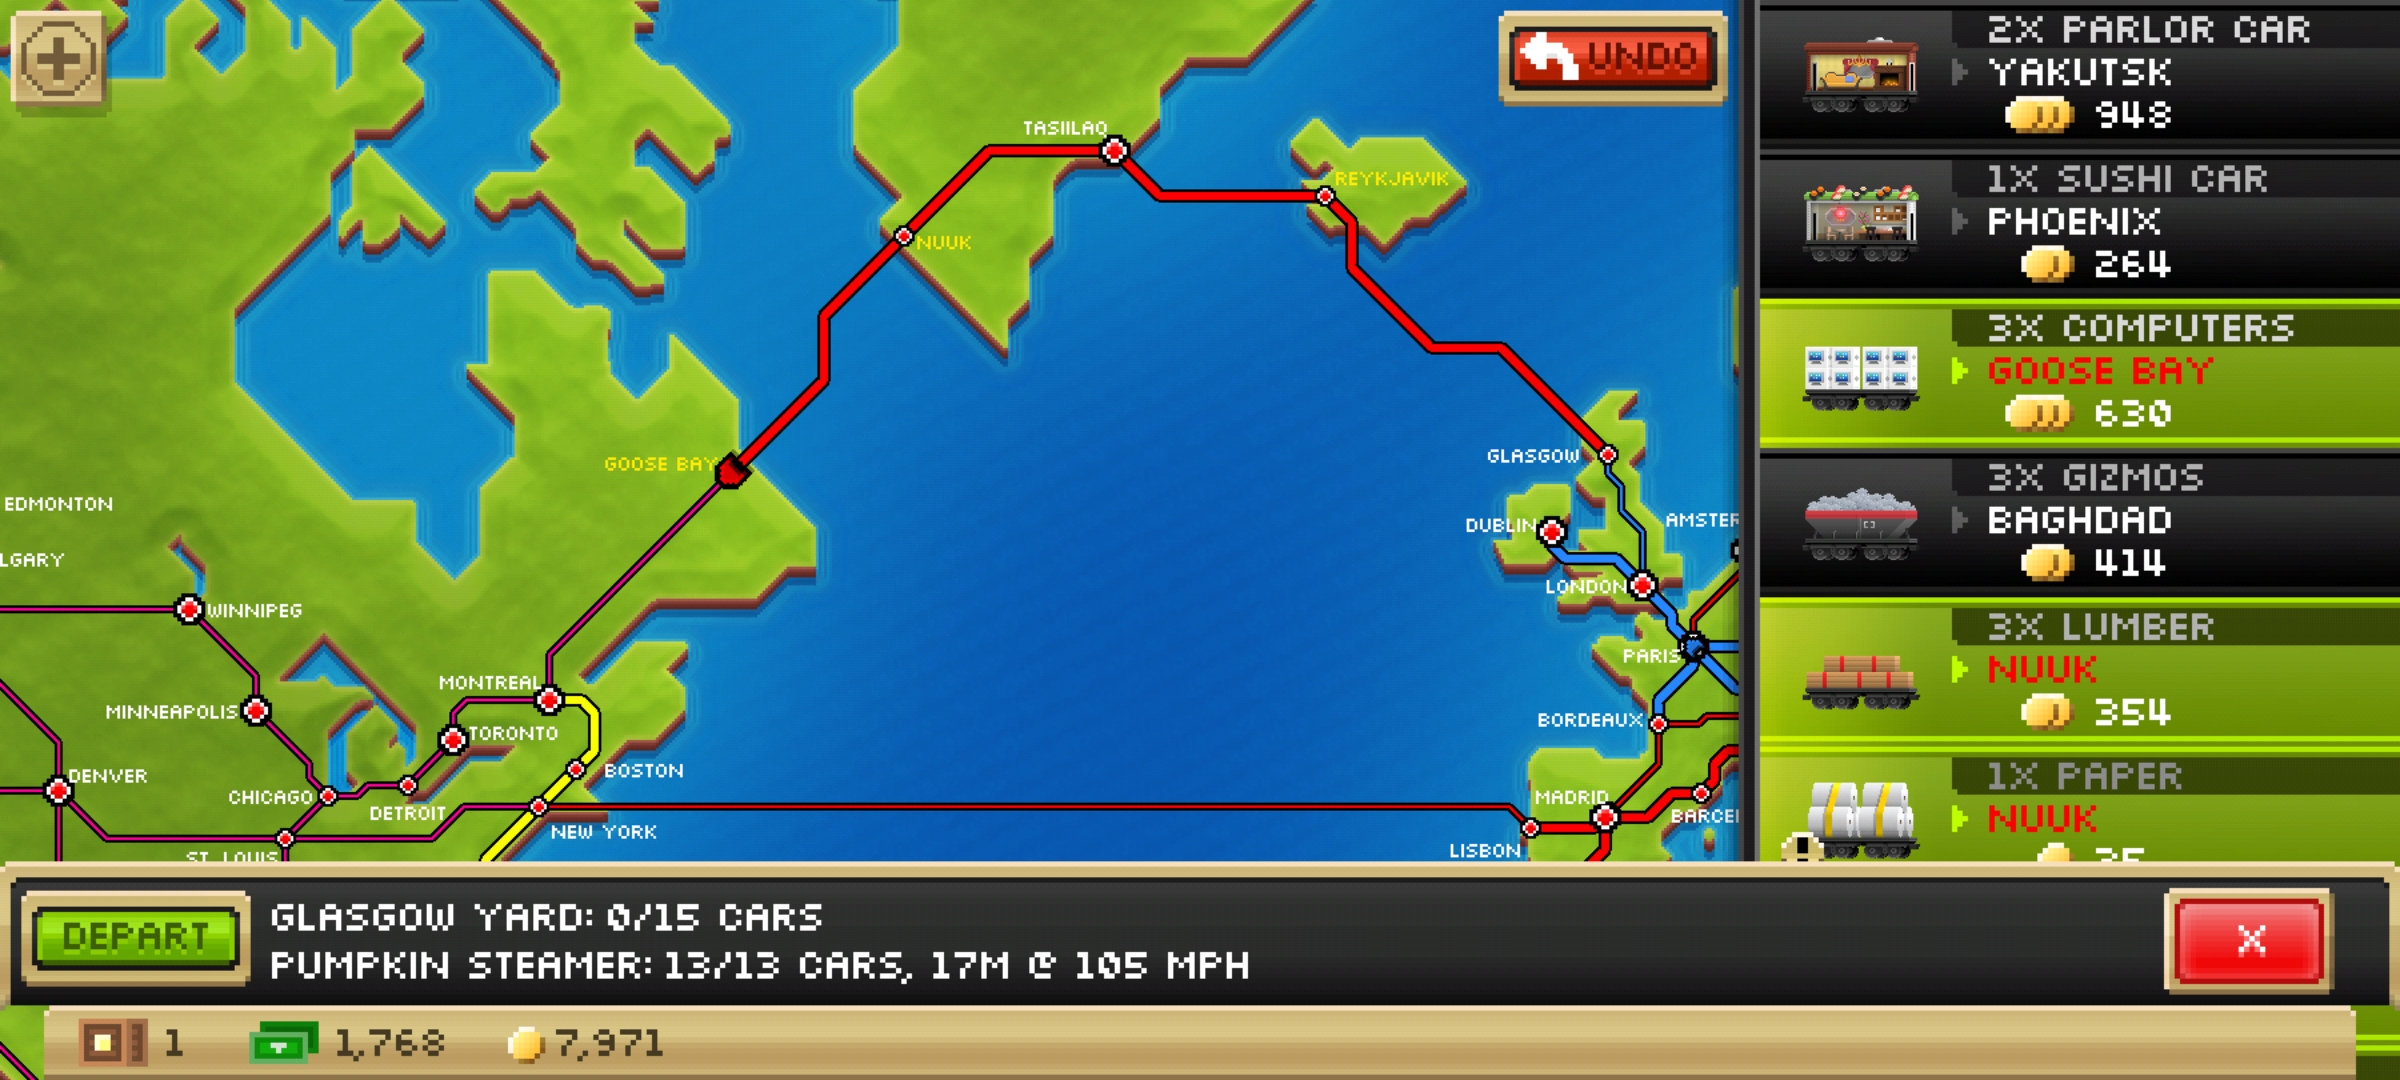 UNDO
TASIILAQ
REYKJAVIK
NUUK
GOOSE BAY
GLASGOW
EDMONTON
DUBLIN
AMSTER
LGARY
LONDON
WINNIPEG
PARIS
MONTREAL
MINNEAPOLIS
BORDEAUX
TORONTO
BOSTON
DENVER
CHICAGO
MADRID
DETROIT
BARCE
NEW YORK
LISBON
ST. LOUIS
2X PARLOR CAR
YAKUTSK
948
1X SUSHI CAR
PHOENIX
264
3X COMPUTERS
GOOSE BAY
630
3X GIZMOS
BAGHDAD
414
3X LUMBER
NUUK
354
1X PAPER
NUUK
35
DEPART
GLASGOW YARD: 0/15 CARS
PUMPKIN STEAMER: 13/13 CARS, 17M @ 105 MPH
X
1
1,768
7,971